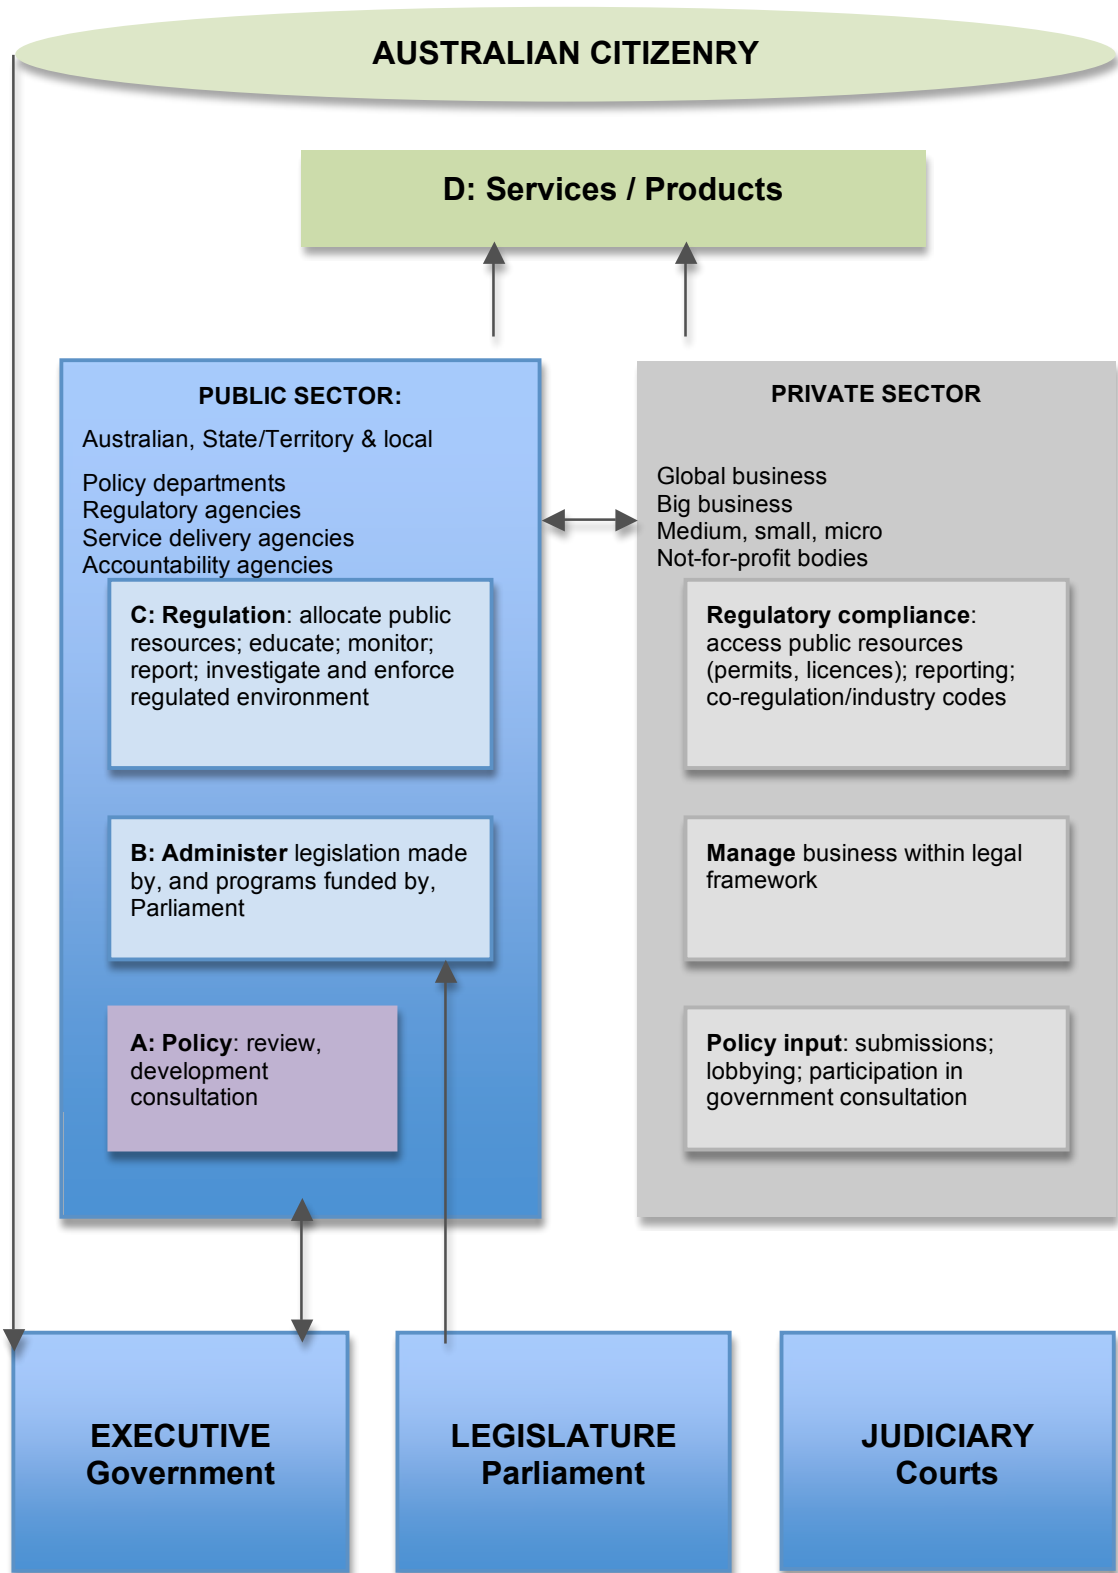 AUSTRALIAN CITIZENRY
D: Services / Products
PUBLIC SECTOR:
Australian, State/Territory & local
Policy departments
Regulatory agencies
Service delivery agencies
Accountability agencies
C: Regulation: allocate public
resources; educate; monitor;
report; investigate and enforce
regulated environment
B: Administer legislation made
by, and programs funded by,
Parliament
A: Policy: review,
development
consultation
PRIVATE SECTOR
Global business
Big business
Medium, small, micro
Not-for-profit bodies
Regulatory compliance:
access public resources
(permits, licences); reporting;
co-regulation/industry codes
Manage business within legal
framework
Policy input: submissions;
lobbying; participation in
government consultation
EXECUTIVE
Government
LEGISLATURE
Parliament
JUDICIARY
Courts